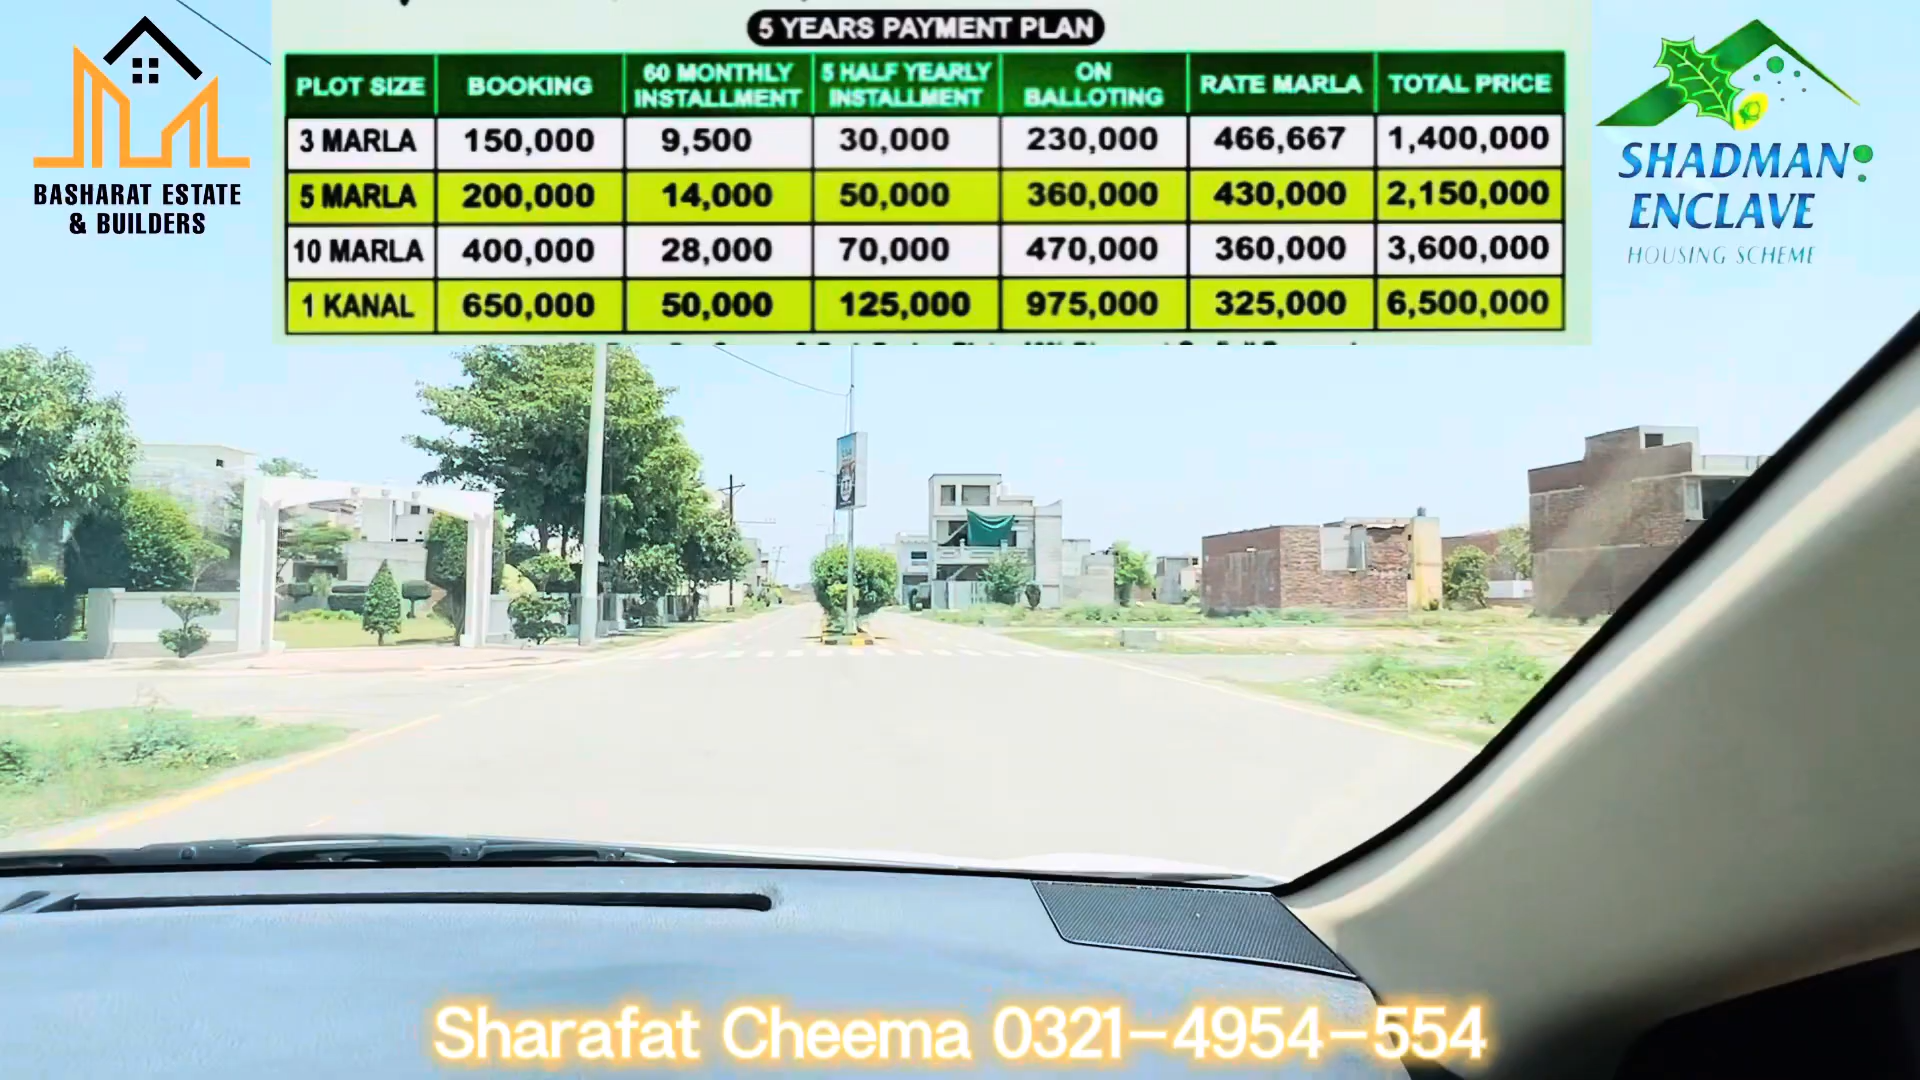 5 YEARS PAYMENT PLAN
PLOT SIZE BOOKING 60 MONTHLY INSTALLMENT 5 HALF YEARLY INSTALLMENT ON BALLOTING RATE MARLA TOTAL PRICE
3 MARLA 150,000 9,500 30,000 230,000 466,667 1,400,000
5 MARLA 200,000 14,000 50,000 360,000 430,000 2,150,000
10 MARLA 400,000 28,000 70,000 470,000 360,000 3,600,000
1 KANAL 650,000 50,000 125,000 975,000 325,000 6,500,000
BASHARAT ESTATE
& BUILDERS
SHADMAN
ENCLAVE
HOUSING SCHEME
Sharafat Cheema 0321-4954-554